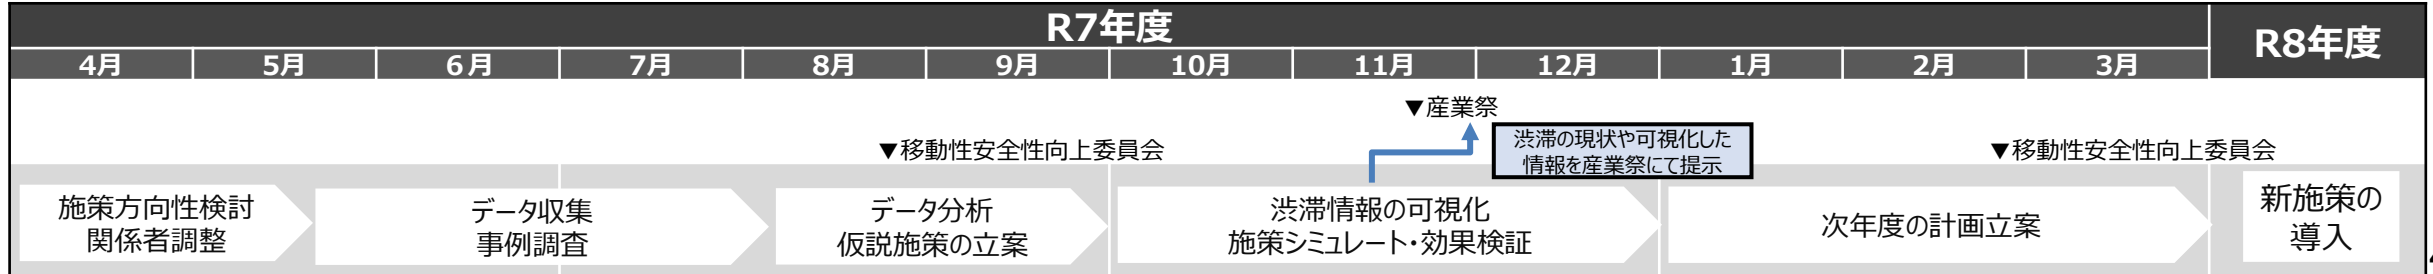 R7年度
R8年度
4月 5月 6月 7月 8月 9月 10月 11月 12月 1月 2月 3月
▼産業祭
渋滞の現状や可視化した
情報を産業祭にて提示
▼移動性安全性向上委員会
▼移動性安全性向上委員会
施策方向性検討
関係者調整
データ収集
事例調査
データ分析
仮説施策の立案
渋滞情報の可視化
施策シミュレート・効果検証
次年度の計画立案
新施策の
導入